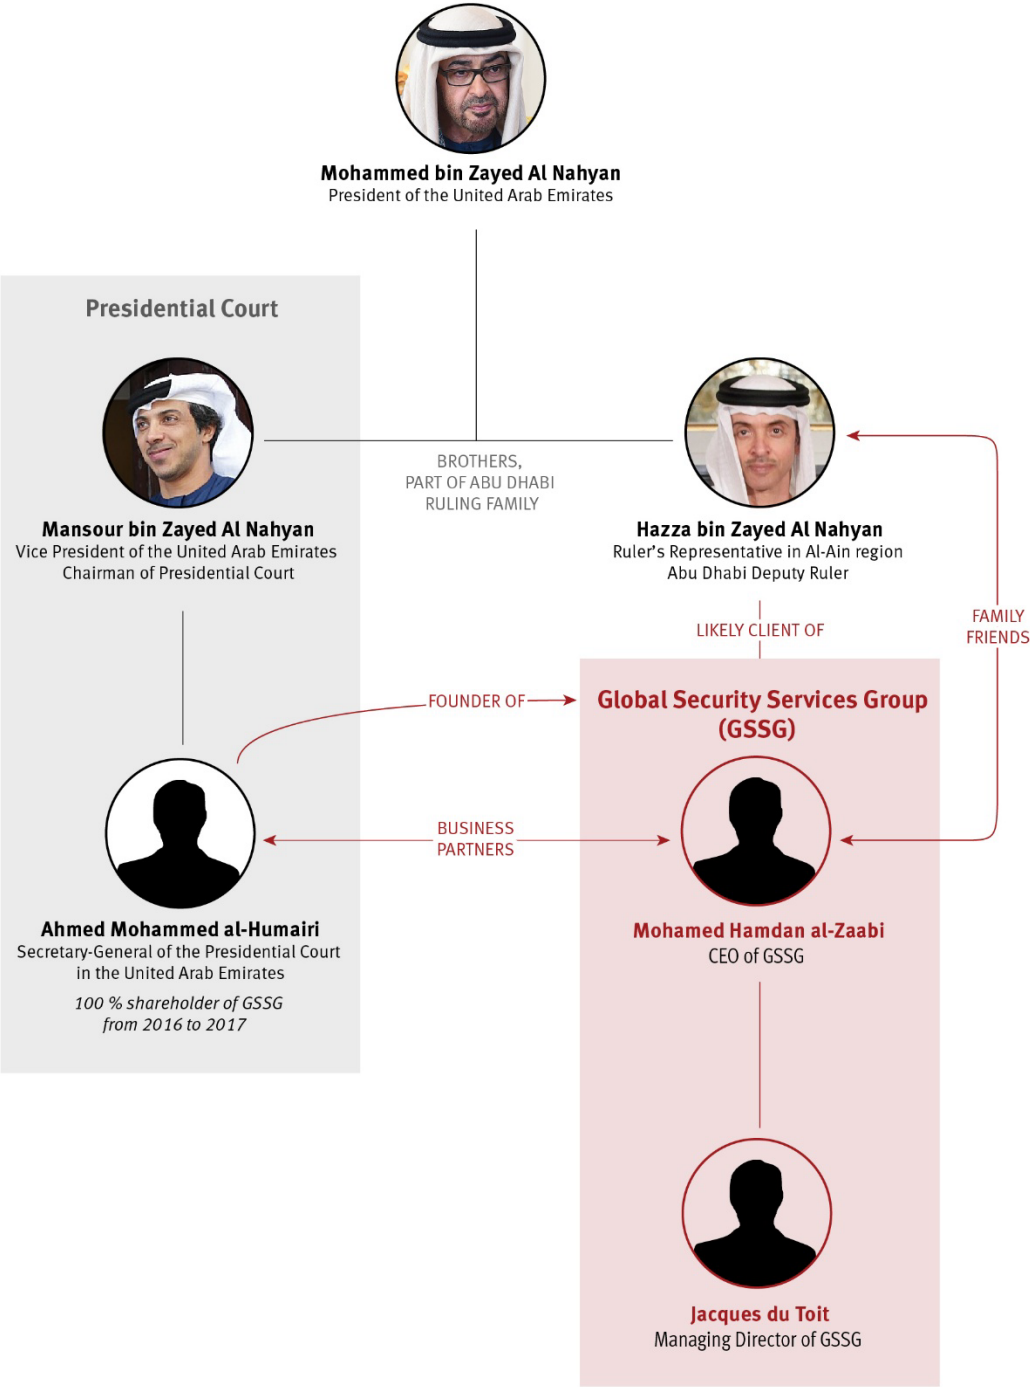 Mohammed bin Zayed Al Nahyan
President of the United Arab Emirates
Presidential Court
BROTHERS,
PART OF ABU DHABI
RULING FAMILY
Mansour bin Zayed Al Nahyan
Vice President of the United Arab Emirates
Chairman of Presidential Court
Hazza bin Zayed Al Nahyan
Ruler’s Representative in Al-Ain region
Abu Dhabi Deputy Ruler
LIKELY CLIENT OF
FAMILY
FRIENDS
FOUNDER OF
Global Security Services Group
(GSSG)
BUSINESS
PARTNERS
Ahmed Mohammed al-Humairi
Secretary-General of the Presidential Court
in the United Arab Emirates
100 % shareholder of GSSG
from 2016 to 2017
Mohamed Hamdan al-Zaabi
CEO of GSSG
Jacques du Toit
Managing Director of GSSG